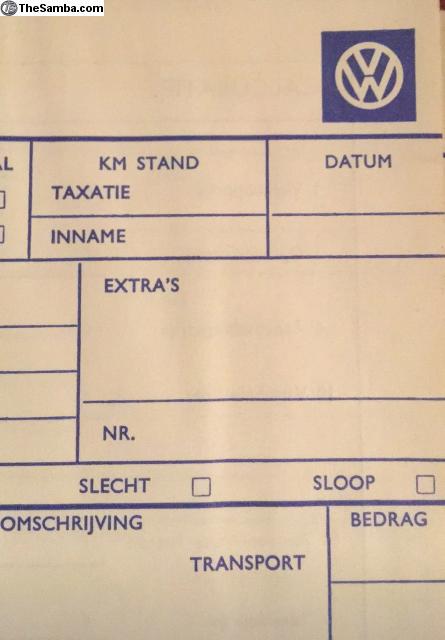 TheSamba.com
VW
AL KM STAND DATUM
TAXATIE
INNAME
EXTRA'S
NR.
SLECHT SLOOP
OMSCHRIJVING BEDRAG
TRANSPORT